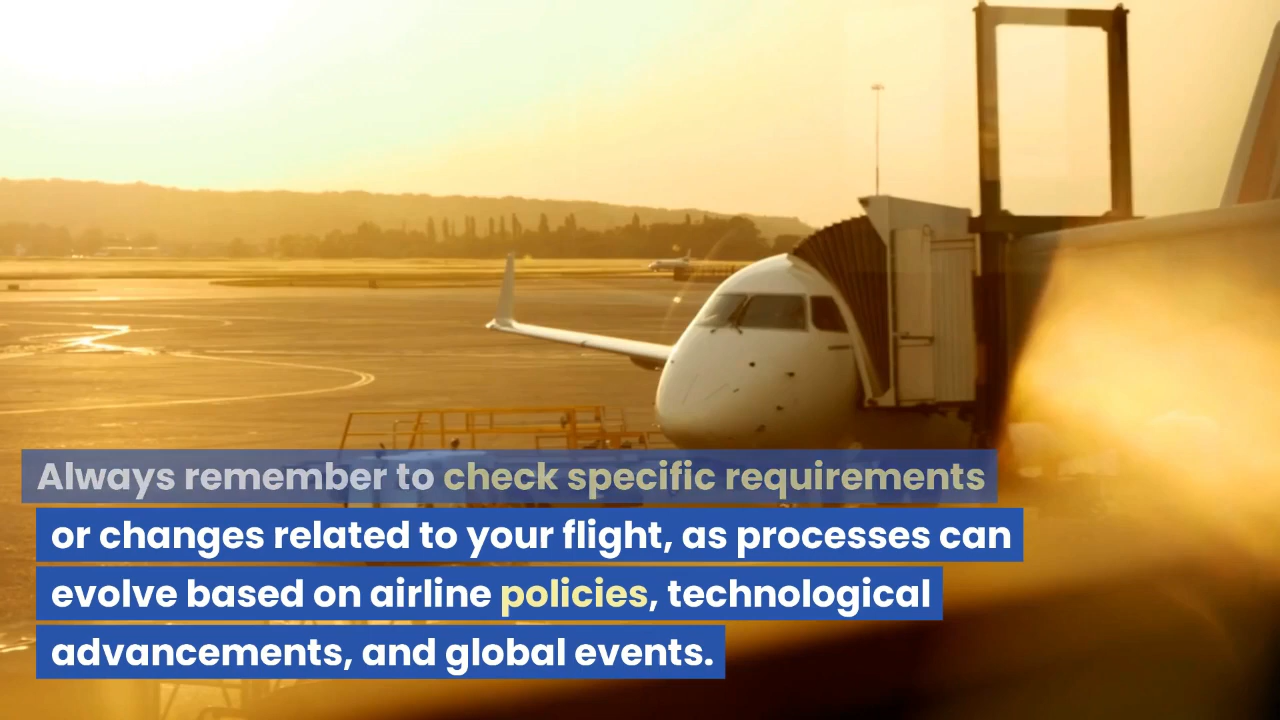 Always remember to check specific requirements
or changes related to your flight, as processes can
evolve based on airline policies, technological
advancements, and global events.